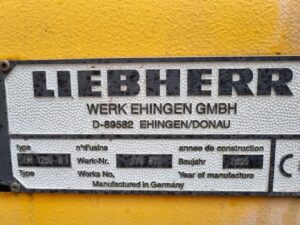 LIEBHERR
WERK EHINGEN GMBH
D-89582 EHINGEN/DONAU
type n°d'usine annee de construction
Werk-Nr. Baujahr
Type Works No. Year of manufacture
Manufactured in Germany